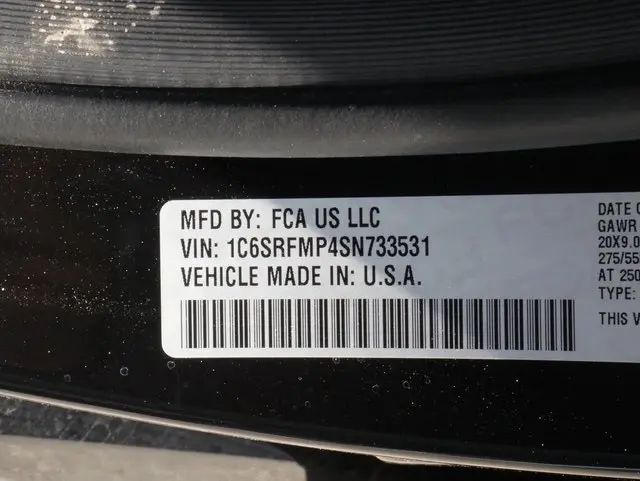 MFD BY: FCA US LLC
VIN: 1C6SRFMP4SN733531
VEHICLE MADE IN: U.S.A.
DATE O
GAWR
20X9.0
275/55
AT 250
TYPE:
THIS V